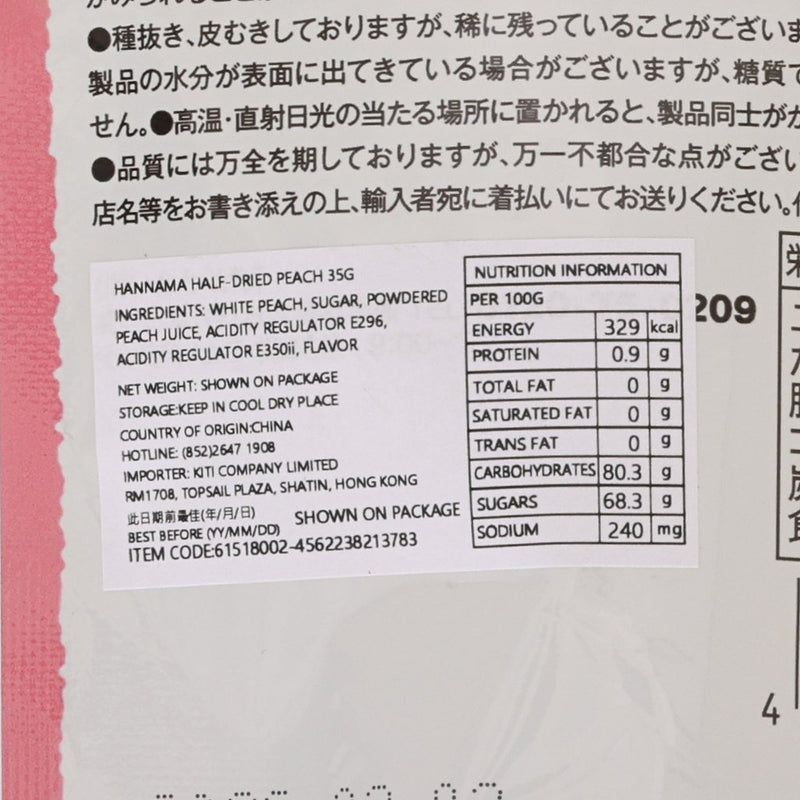 ●種抜き、皮むきしておりますが、稀に残っていることがございま
製品の水分が表面に出てきている場合がございますが、糖質で
せん。●高温・直射日光の当たる場所に置かれると、製品同士が
●品質には万全を期しておりますが、万一不都合な点がござい
店名等をお書き添えの上、輸入者宛に着払いにてお送りください。
HANNAMA HALF-DRIED PEACH 35G
INGREDIENTS: WHITE PEACH, SUGAR, POWDERED
PEACH JUICE, ACIDITY REGULATOR E296,
ACIDITY REGULATOR E350ii, FLAVOR
NET WEIGHT: SHOWN ON PACKAGE
STORAGE:KEEP IN COOL DRY PLACE
COUNTRY OF ORIGIN:CHINA
HOTLINE: (852)2647 1908
IMPORTER: KITI COMPANY LIMITED
RM1708, TOPSAIL PLAZA, SHATIN, HONG KONG
此日期前最佳(年/月/日)
BEST BEFORE (YY/MM/DD) SHOWN ON PACKAGE
ITEM CODE:61518002-4562238213783
NUTRITION INFORMATION
PER 100G
ENERGY 329 kcal
PROTEIN 0.9 g
TOTAL FAT 0 g
SATURATED FAT 0 g
TRANS FAT 0 g
CARBOHYDRATES 80.3 g
SUGARS 68.3 g
SODIUM 240 mg
209
4